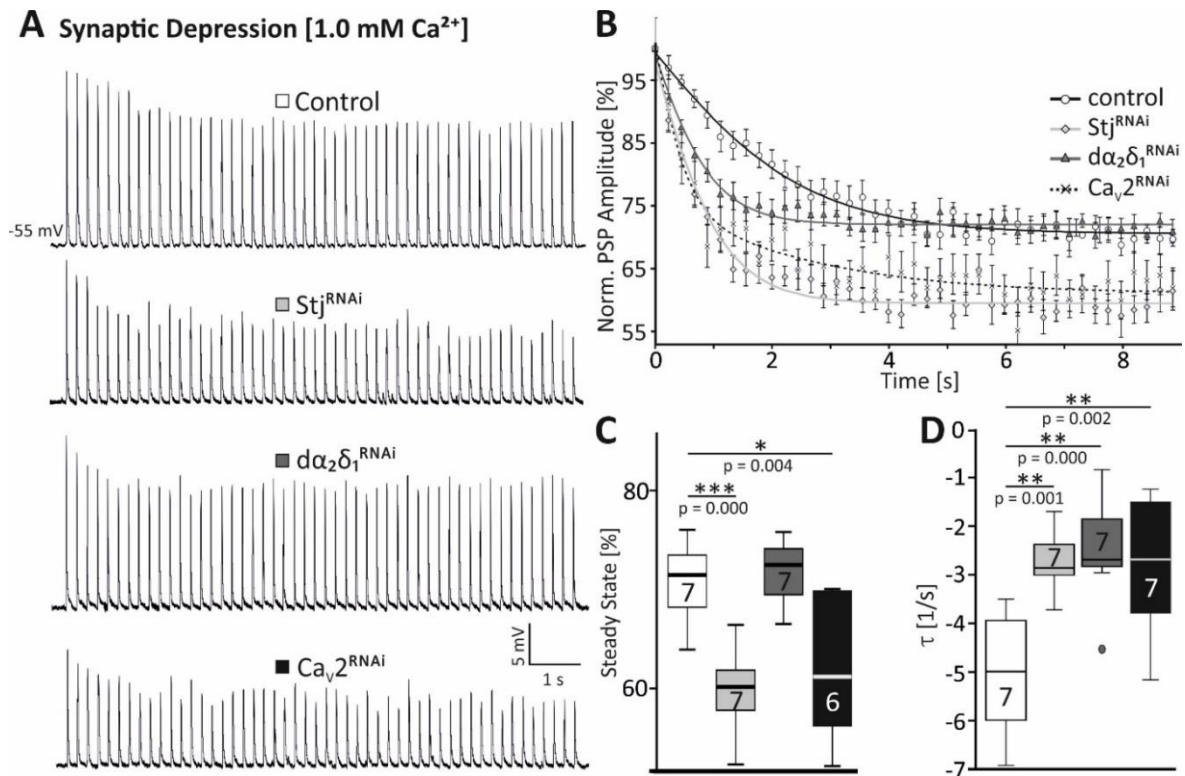 A Synaptic Depression [1.0 mM Ca²⁺]
Control
-55 mV
Stj^RNAi
dα₂δ₁^RNAi
5 mV
1 s
Ca_V2^RNAi
B
Norm. PSP Amplitude [%]
95
85
75
65
55
0 2 4 6 8
Time [s]
control
Stj^RNAi
dα₂δ₁^RNAi
Ca_V2^RNAi
C
Steady State [%]
80
60
*
p = 0.004
***
p = 0.000
7
7
7
6
D
τ [1/s]
0
-1
-2
-3
-4
-5
-6
-7
**
p = 0.002
**
p = 0.000
**
p = 0.001
7
7
7
7